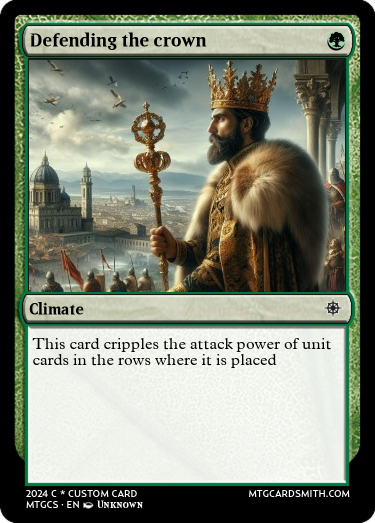 Defending the crown
Climate
This card cripples the attack power of unit
cards in the rows where it is placed
2024 C * CUSTOM CARD
MTGCS · EN Unknown
MTGCARDSMITH.COM